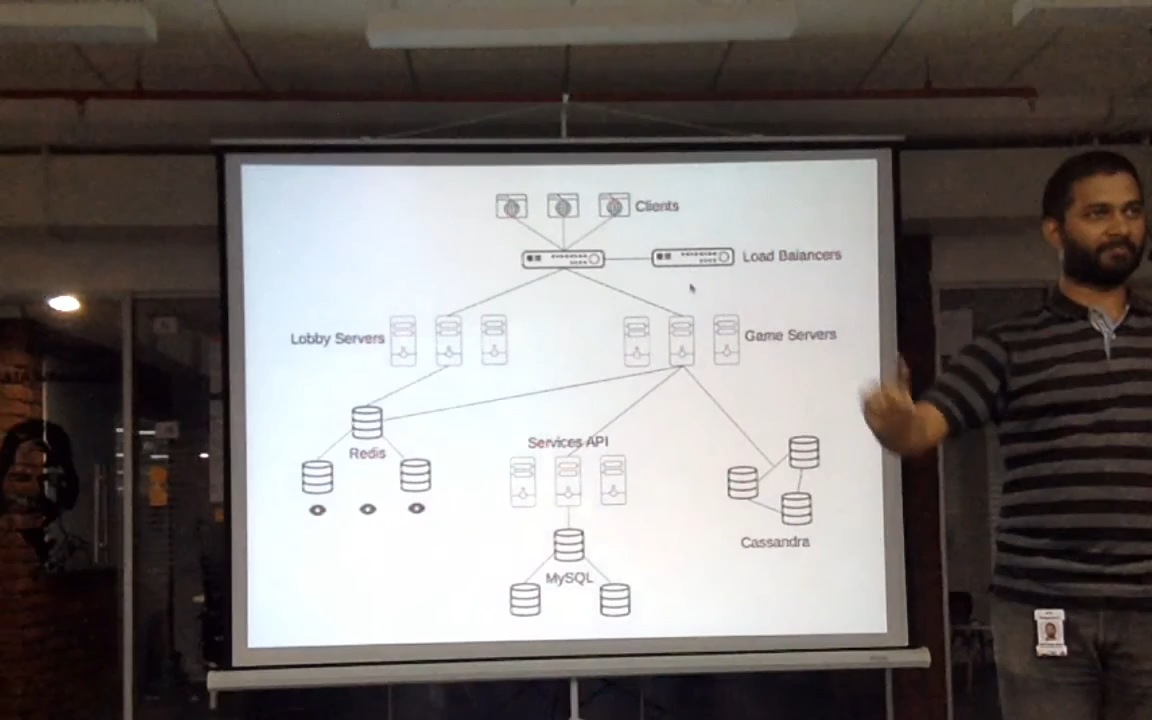 Clients
Load Balancers
Lobby Servers
Game Servers
Redis
Services API
Cassandra
MySQL